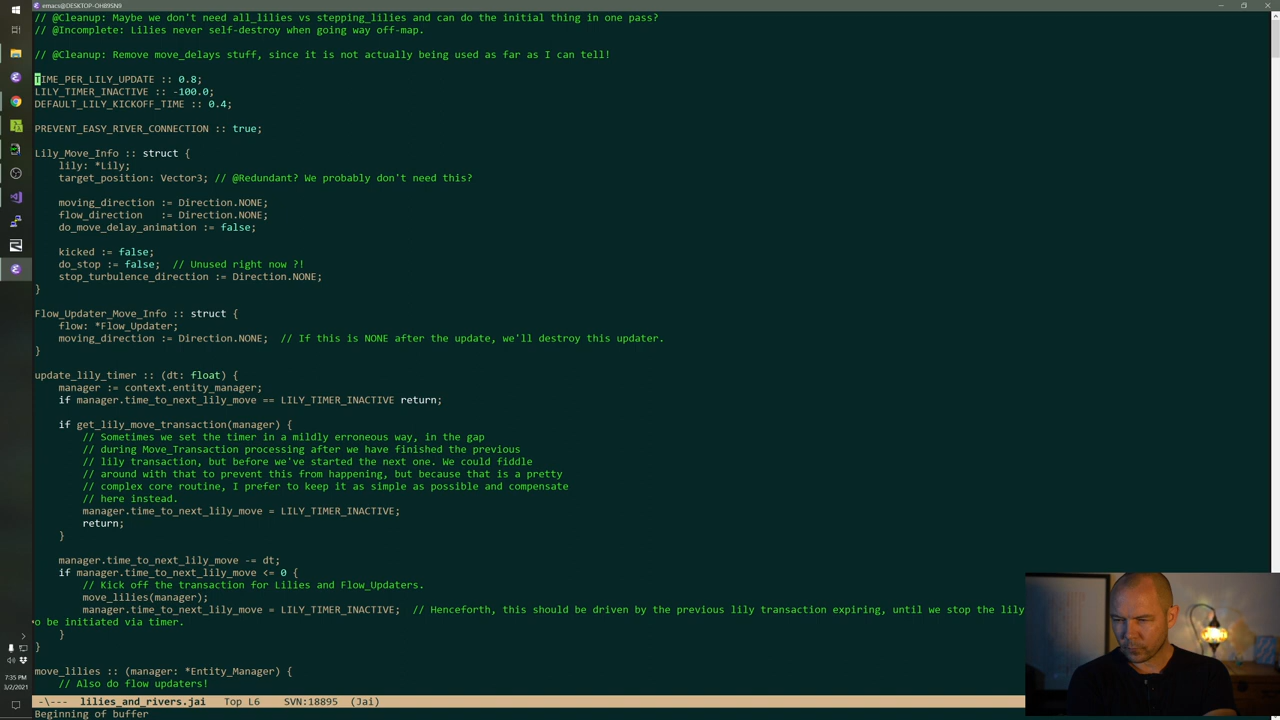 emacs@DESKTOP-OH89SN9
// @Cleanup: Maybe we don't need all_lilies vs stepping_lilies and can do the initial thing in one pass?
// @Incomplete: Lilies never self-destroy when going way off-map.
// @Cleanup: Remove move_delays stuff, since it is not actually being used as far as I can tell!
TIME_PER_LILY_UPDATE :: 0.8;
LILY_TIMER_INACTIVE :: -100.0;
DEFAULT_LILY_KICKOFF_TIME :: 0.4;
PREVENT_EASY_RIVER_CONNECTION :: true;
Lily_Move_Info :: struct {
lily: *Lily;
target_position: Vector3; // @Redundant? We probably don't need this?
moving_direction := Direction.NONE;
flow_direction   := Direction.NONE;
do_move_delay_animation := false;
kicked := false;
do_stop := false;  // Unused right now ?!
stop_turbulence_direction := Direction.NONE;
}
Flow_Updater_Move_Info :: struct {
flow: *Flow_Updater;
moving_direction := Direction.NONE;  // If this is NONE after the update, we'll destroy this updater.
}
update_lily_timer :: (dt: float) {
manager := context.entity_manager;
if manager.time_to_next_lily_move == LILY_TIMER_INACTIVE return;
if get_lily_move_transaction(manager) {
// Sometimes we set the timer in a mildly erroneous way, in the gap
// during Move_Transaction processing after we have finished the previous
// lily transaction, but before we've started the next one. We could fiddle
// around with that to prevent this from happening, but because that is a pretty
// complex core routine, I prefer to keep it as simple as possible and compensate
// here instead.
manager.time_to_next_lily_move = LILY_TIMER_INACTIVE;
return;
}
manager.time_to_next_lily_move -= dt;
if manager.time_to_next_lily_move <= 0 {
// Kick off the transaction for Lilies and Flow_Updaters.
move_lilies(manager);
manager.time_to_next_lily_move = LILY_TIMER_INACTIVE;  // Henceforth, this should be driven by the previous lily transaction expiring, until we stop the lily
o be initiated via timer.
}
}
move_lilies :: (manager: *Entity_Manager) {
// Also do flow updaters!
-\---  lilies_and_rivers.jai   Top L6   SVN:18895  (Jai)
Beginning of buffer
7:35 PM
5/2/2021